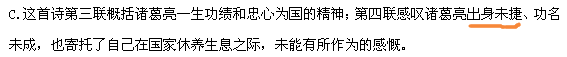 C.这首诗第三联概括诸葛亮一生功绩和忠心为国的精神；第四联感叹诸葛亮出身未捷、功名
未成，也寄托了自己在国家休养生息之际，未能有所作为的感慨。